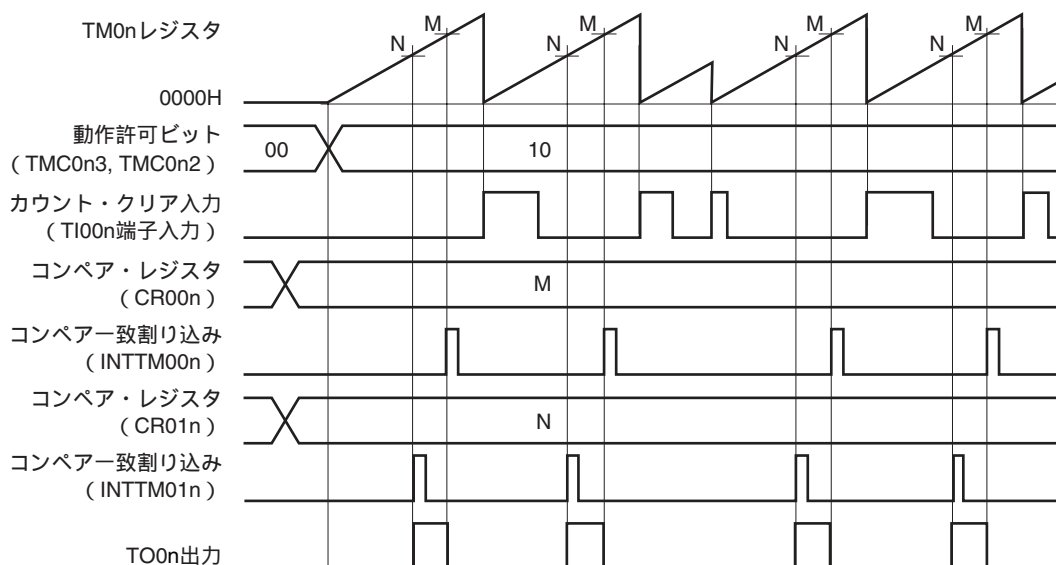 TM0nレジスタ
M
N
M
N
M
N
M
N
0000H
動作許可ビット
（TMC0n3, TMC0n2）
00
10
カウント・クリア入力
（TI00n端子入力）
コンペア・レジスタ
（CR00n）
M
コンペア一致割り込み
（INTTM00n）
コンペア・レジスタ
（CR01n）
N
コンペア一致割り込み
（INTTM01n）
TO0n出力